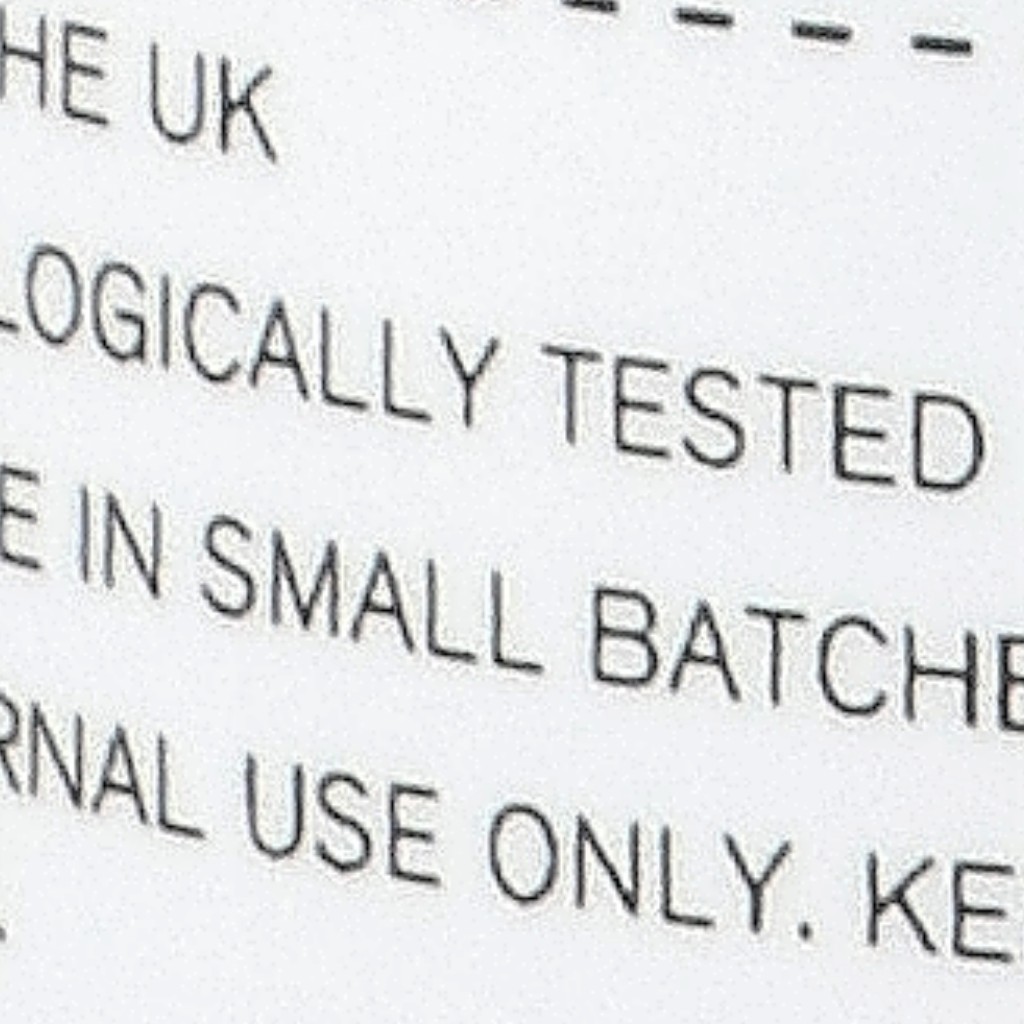 HE UK
LOGICALLY TESTED
E IN SMALL BATCHE
RNAL USE ONLY. KE
.